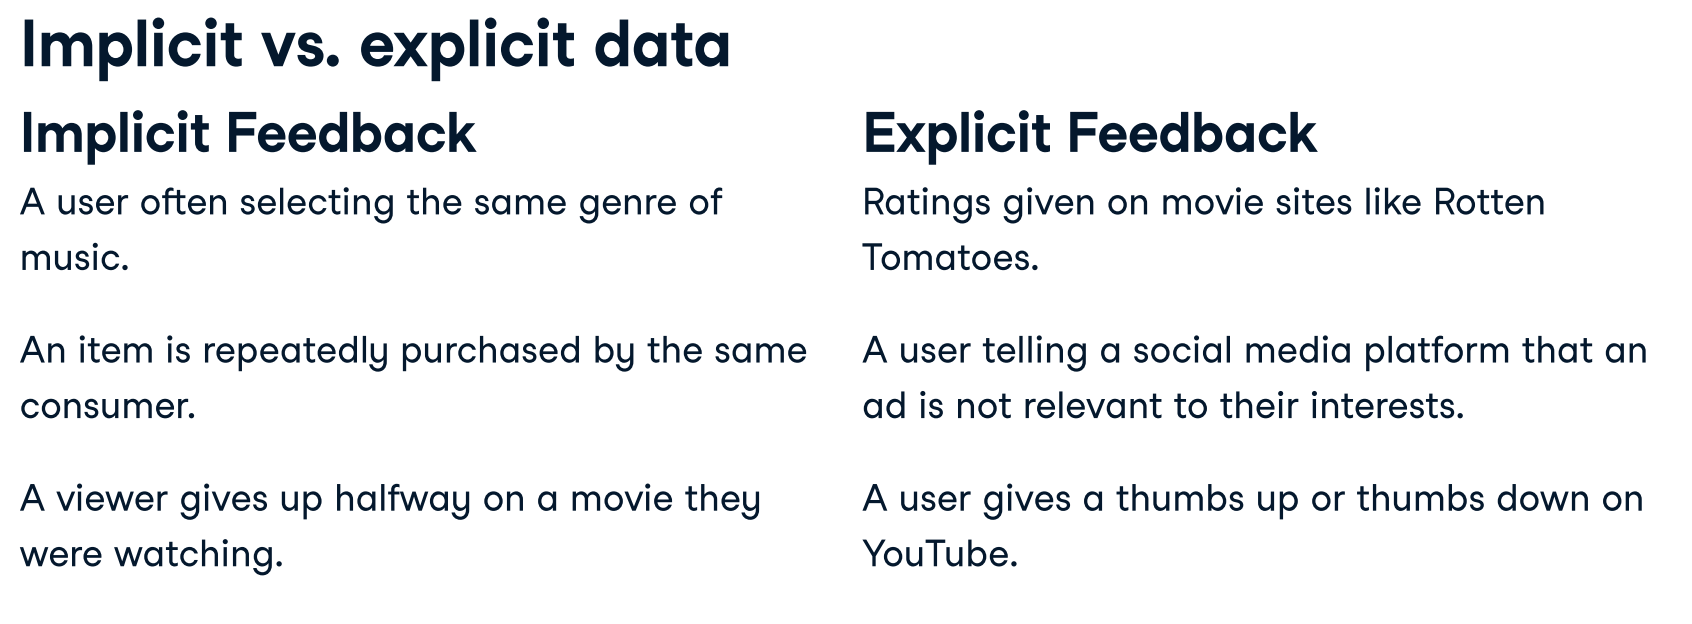 Implicit vs. explicit data
Implicit Feedback
A user often selecting the same genre of
music.
An item is repeatedly purchased by the same
consumer.
A viewer gives up halfway on a movie they
were watching.
Explicit Feedback
Ratings given on movie sites like Rotten
Tomatoes.
A user telling a social media platform that an
ad is not relevant to their interests.
A user gives a thumbs up or thumbs down on
YouTube.